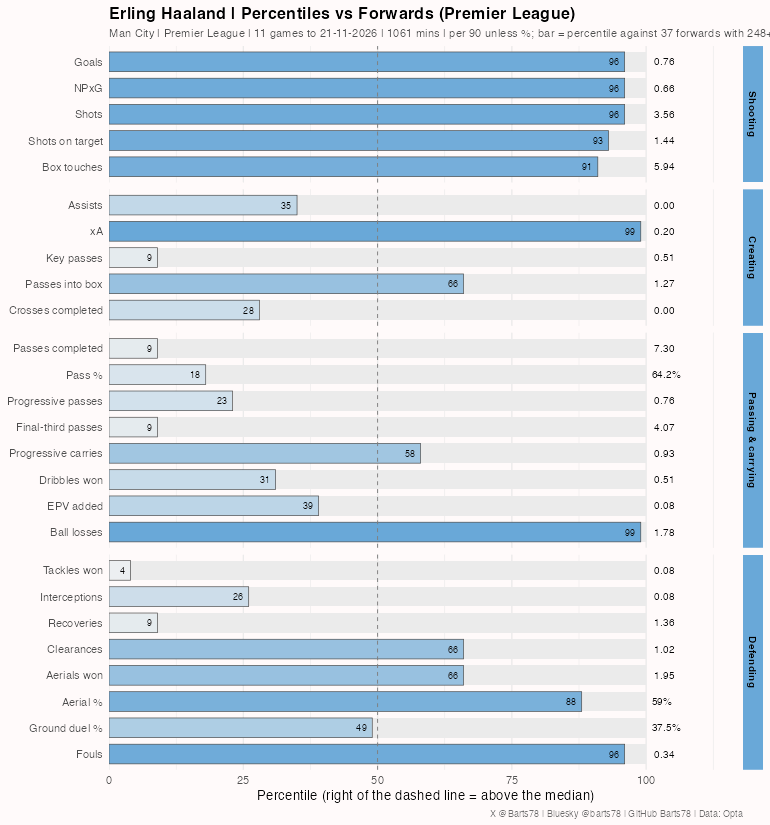 Erling Haaland | Percentiles vs Forwards (Premier League)
Man City | Premier League | 11 games to 21-11-2026 | 1061 mins | per 90 unless %; bar = percentile against 37 forwards with 248+
Shooting
Goals 96 0.76
NPxG 96 0.66
Shots 96 3.56
Shots on target 93 1.44
Box touches 91 5.94
Creating
Assists 35 0.00
xA 99 0.20
Key passes 9 0.51
Passes into box 66 1.27
Crosses completed 28 0.00
Passing & carrying
Passes completed 9 7.30
Pass % 18 64.2%
Progressive passes 23 0.76
Final-third passes 9 4.07
Progressive carries 58 0.93
Dribbles won 31 0.51
EPV added 39 0.08
Ball losses 99 1.78
Defending
Tackles won 4 0.08
Interceptions 26 0.08
Recoveries 9 1.36
Clearances 66 1.02
Aerials won 66 1.95
Aerial % 88 59%
Ground duel % 49 37.5%
Fouls 96 0.34
0 25 50 75 100
Percentile (right of the dashed line = above the median)
X @Barts78 | Bluesky @barts78 | GitHub Barts78 | Data: Opta